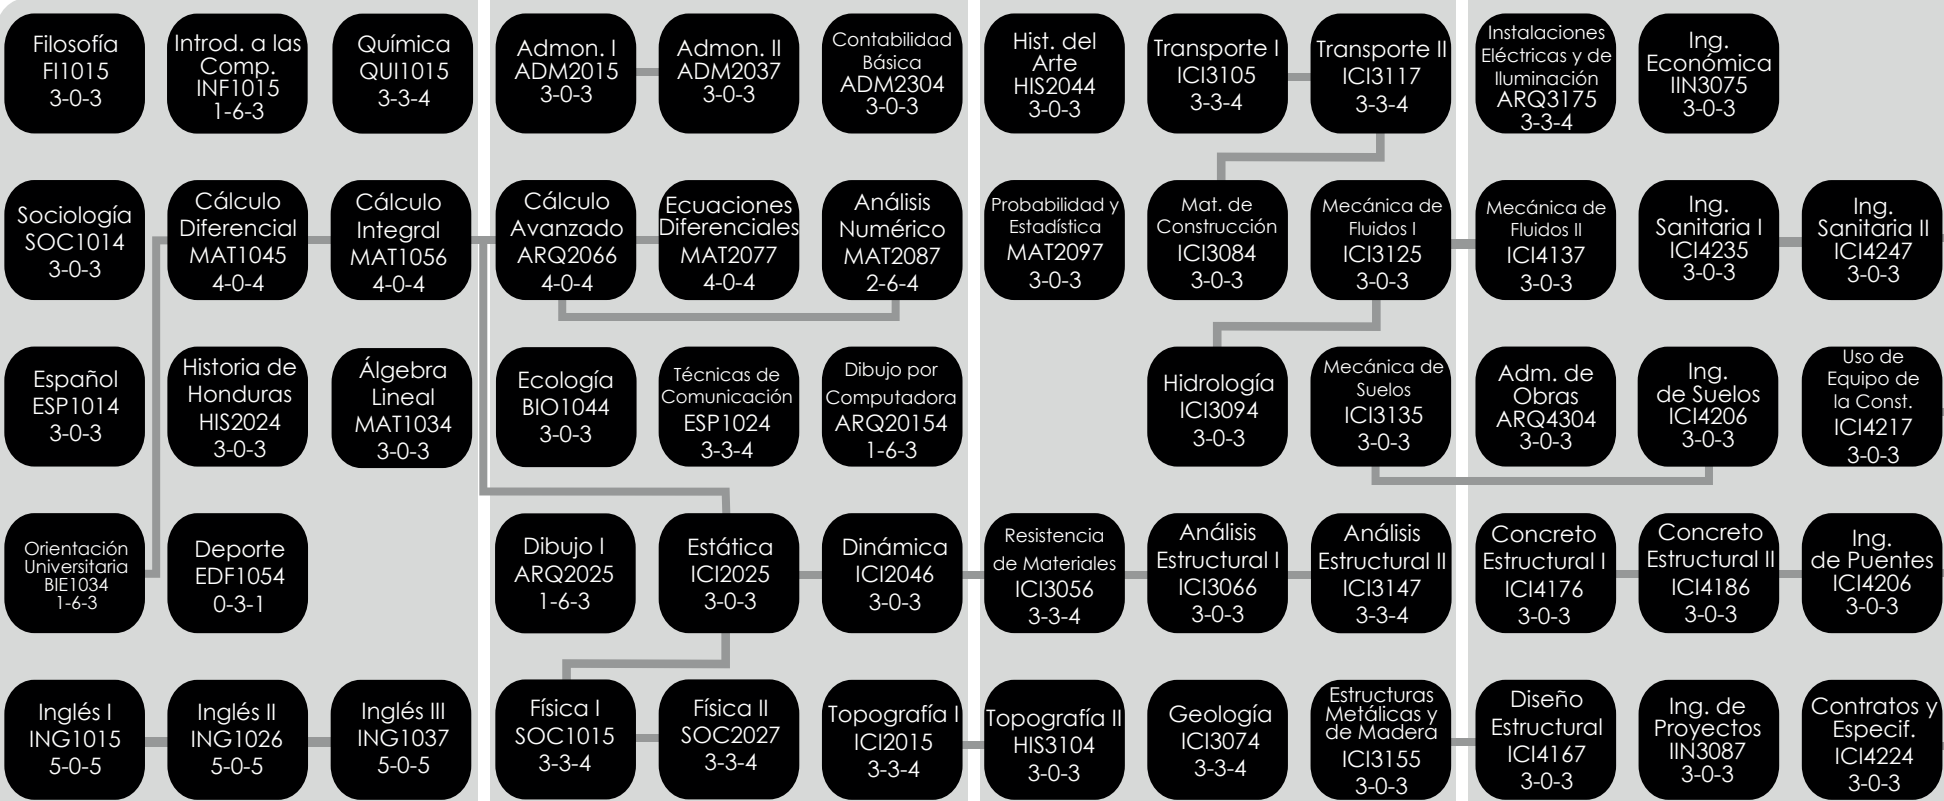 Filosofía
FI1015
3-0-3
Introd. a las
Comp.
INF1015
1-6-3
Química
QUI1015
3-3-4
Admon. I
ADM2015
3-0-3
Admon. II
ADM2037
3-0-3
Contabilidad
Básica
ADM2304
3-0-3
Hist. del
Arte
HIS2044
3-0-3
Transporte I
ICI3105
3-3-4
Transporte II
ICI3117
3-3-4
Instalaciones
Eléctricas y de
Iluminación
ARQ3175
3-3-4
Ing.
Económica
IIN3075
3-0-3
Sociología
SOC1014
3-0-3
Cálculo
Diferencial
MAT1045
4-0-4
Cálculo
Integral
MAT1056
4-0-4
Cálculo
Avanzado
ARQ2066
4-0-4
Ecuaciones
Diferenciales
MAT2077
4-0-4
Análisis
Numérico
MAT2087
2-6-4
Probabilidad y
Estadística
MAT2097
3-0-3
Mat. de
Construcción
ICI3084
3-0-3
Mecánica de
Fluidos I
ICI3125
3-0-3
Mecánica de
Fluidos II
ICI4137
3-0-3
Ing.
Sanitaria I
ICI4235
3-0-3
Ing.
Sanitaria II
ICI4247
3-0-3
Español
ESP1014
3-0-3
Historia de
Honduras
HIS2024
3-0-3
Álgebra
Lineal
MAT1034
3-0-3
Ecología
BIO1044
3-0-3
Técnicas de
Comunicación
ESP1024
3-3-4
Dibujo por
Computadora
ARQ20154
1-6-3
Hidrología
ICI3094
3-0-3
Mecánica de
Suelos
ICI3135
3-0-3
Adm. de
Obras
ARQ4304
3-0-3
Ing.
de Suelos
ICI4206
3-0-3
Uso de
Equipo de
la Const.
ICI4217
3-0-3
Orientación
Universitaria
BIE1034
1-6-3
Deporte
EDF1054
0-3-1
Dibujo I
ARQ2025
1-6-3
Estática
ICI2025
3-0-3
Dinámica
ICI2046
3-0-3
Resistencia
de Materiales
ICI3056
3-3-4
Análisis
Estructural I
ICI3066
3-0-3
Análisis
Estructural II
ICI3147
3-3-4
Concreto
Estructural I
ICI4176
3-0-3
Concreto
Estructural II
ICI4186
3-0-3
Ing.
de Puentes
ICI4206
3-0-3
Inglés I
ING1015
5-0-5
Inglés II
ING1026
5-0-5
Inglés III
ING1037
5-0-5
Física I
SOC1015
3-3-4
Física II
SOC2027
3-3-4
Topografía I
ICI2015
3-3-4
Topografía II
HIS3104
3-0-3
Geología
ICI3074
3-3-4
Estructuras
Metálicas y
de Madera
ICI3155
3-0-3
Diseño
Estructural
ICI4167
3-0-3
Ing. de
Proyectos
IIN3087
3-0-3
Contratos y
Especif.
ICI4224
3-0-3